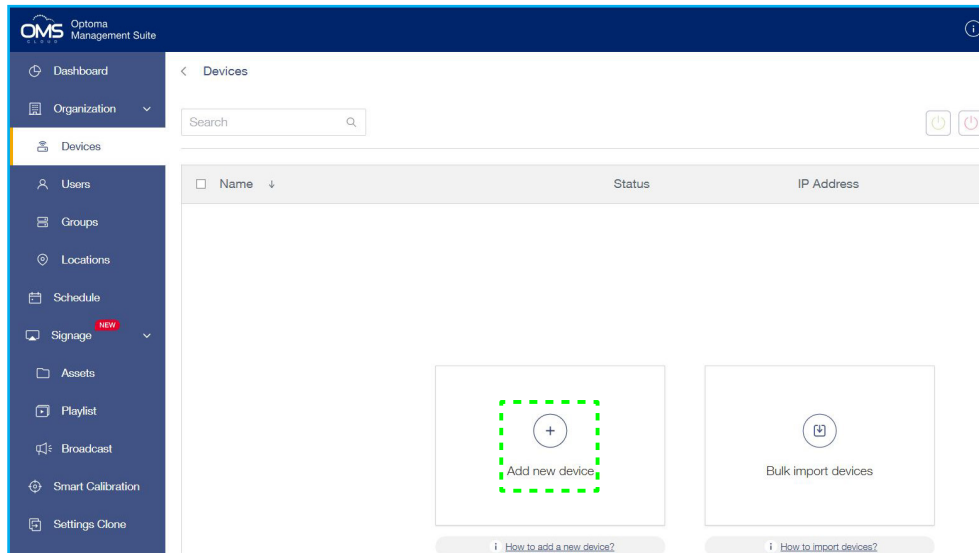 OMS
CLOUD
Optoma
Management Suite
Dashboard
Organization
Devices
Users
Groups
Locations
Schedule
Signage
NEW
Assets
Playlist
Broadcast
Smart Calibration
Settings Clone
< Devices
Search
Name ↓ Status IP Address
Add new device
Bulk import devices
i How to add a new device?
i How to import devices?